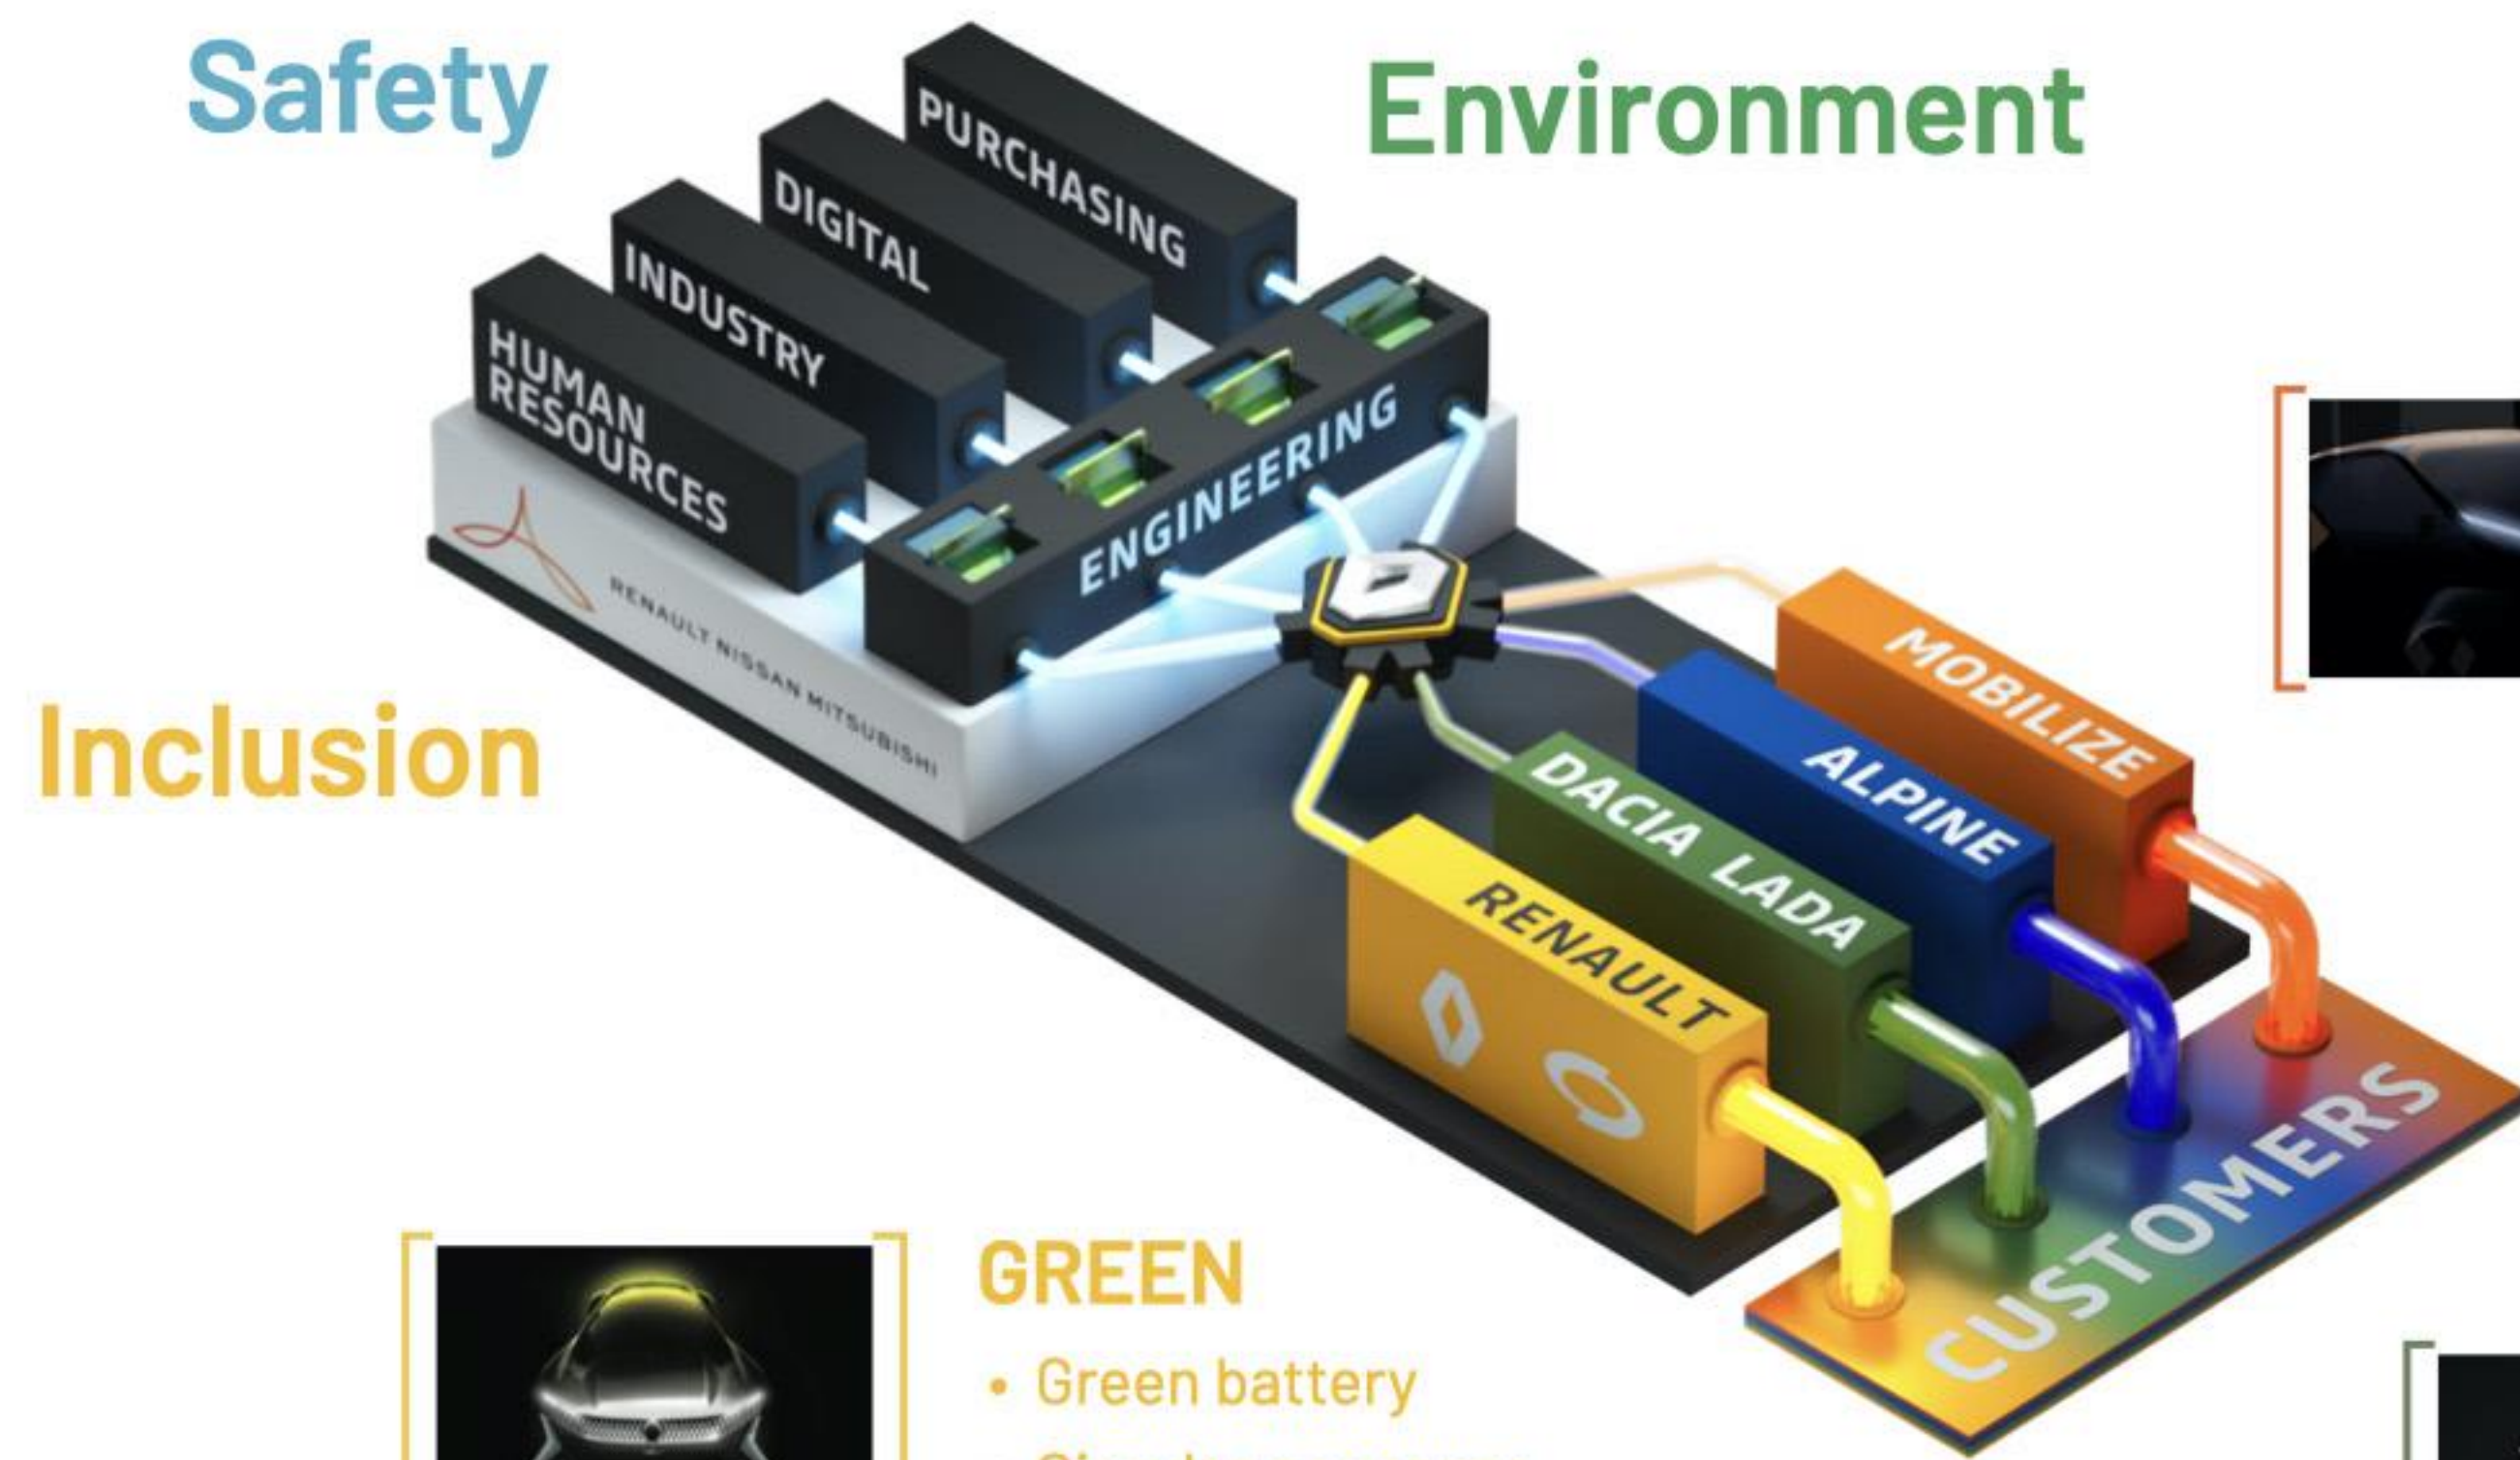 Safety
Environment
PURCHASING
DIGITAL
INDUSTRY
HUMAN
RESOURCES
ENGINEERING
RENAULT NISSAN MITSUBISHI
Inclusion
MOBILIZE
ALPINE
DACIA LADA
RENAULT
CUSTOMERS
GREEN
• Green battery